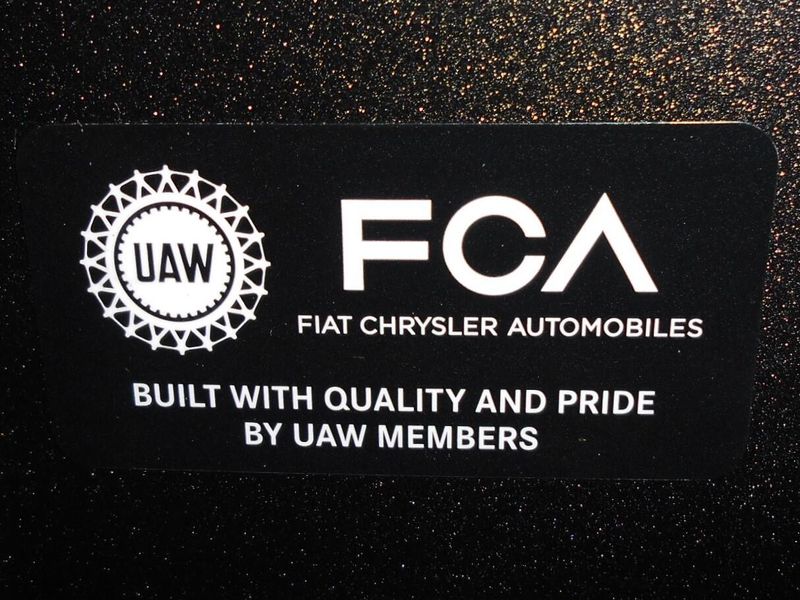 UAW
FCA
FIAT CHRYSLER AUTOMOBILES
BUILT WITH QUALITY AND PRIDE
BY UAW MEMBERS